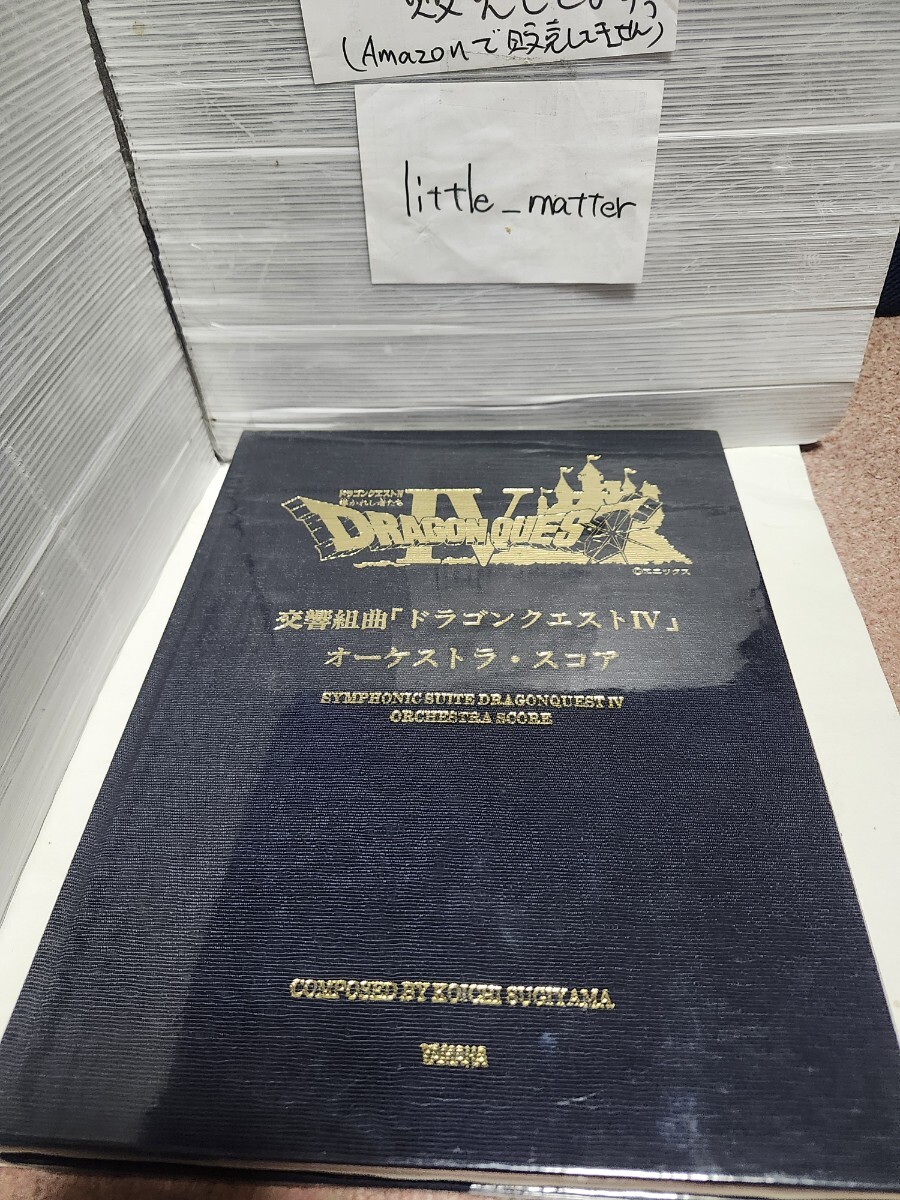 (Amazonで販売してません)
little_matter
ドラゴンクエストIV
導かれし者たち
DRAGON QUEST
IV
©エニックス
交響組曲「ドラゴンクエストIV」
オーケストラ・スコア
SYMPHONIC SUITE DRAGONQUEST IV
ORCHESTRA SCORE
COMPOSED BY KOICHI SUGIYAMA
YAMAHA